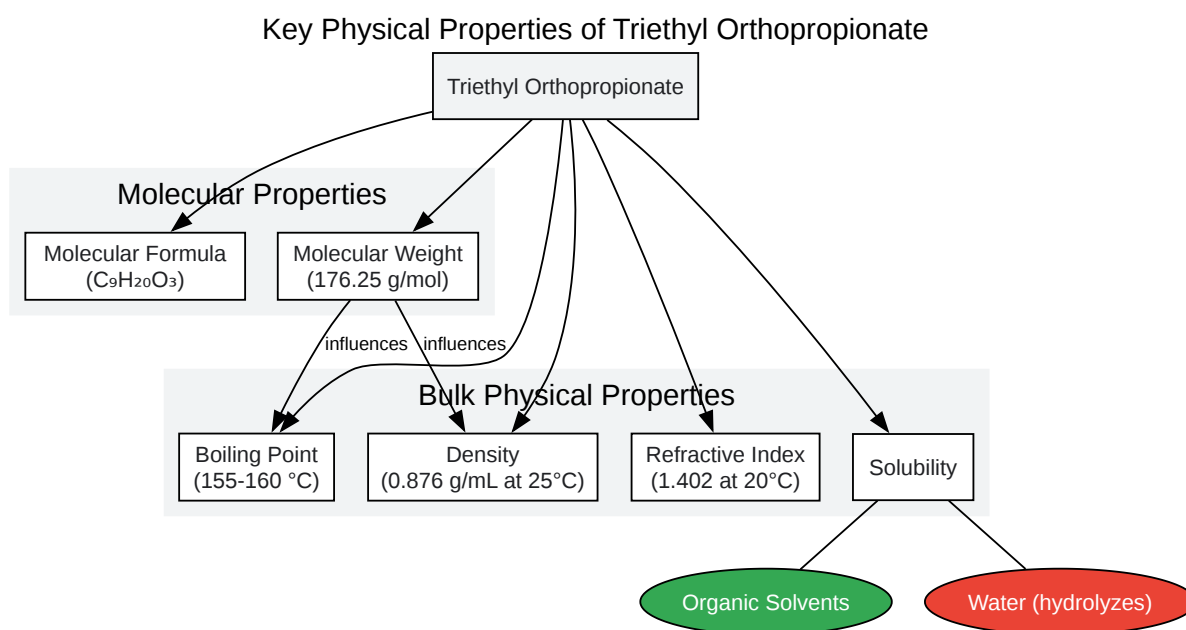 Key Physical Properties of Triethyl Orthopropionate
Triethyl Orthopropionate
Molecular Properties
Molecular Formula
(C₉H₂₀O₃)
Molecular Weight
(176.25 g/mol)
influences
influences
Bulk Physical Properties
Boiling Point
(155-160 °C)
Density
(0.876 g/mL at 25°C)
Refractive Index
(1.402 at 20°C)
Solubility
Organic Solvents
Water (hydrolyzes)